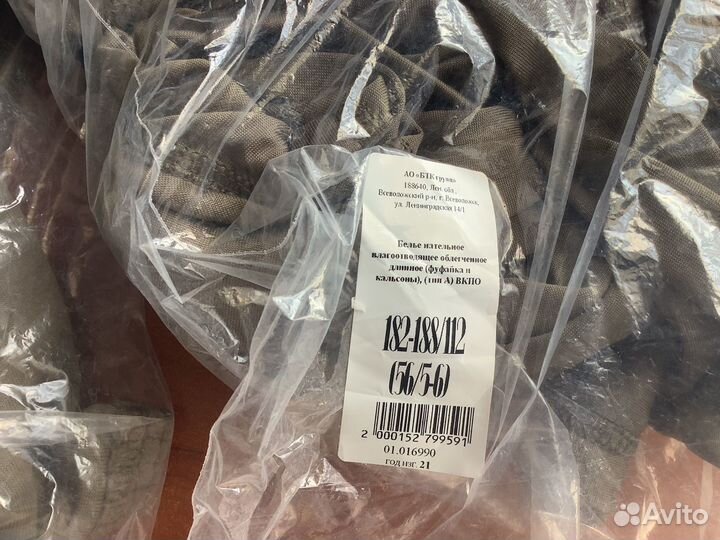 АО «БТК групп»
188640, Лен. обл.,
Всеволожский р-н, г. Всеволожск,
ул. Ленинградская 14/1
Белье нательное
влагоотводящее облегченное
длинное (фуфайка и
кальсоны), (тип А) ВКПО
182-188/112
(56/5-6)
2 000152 799591
01.016990
год изг. 21
Avito